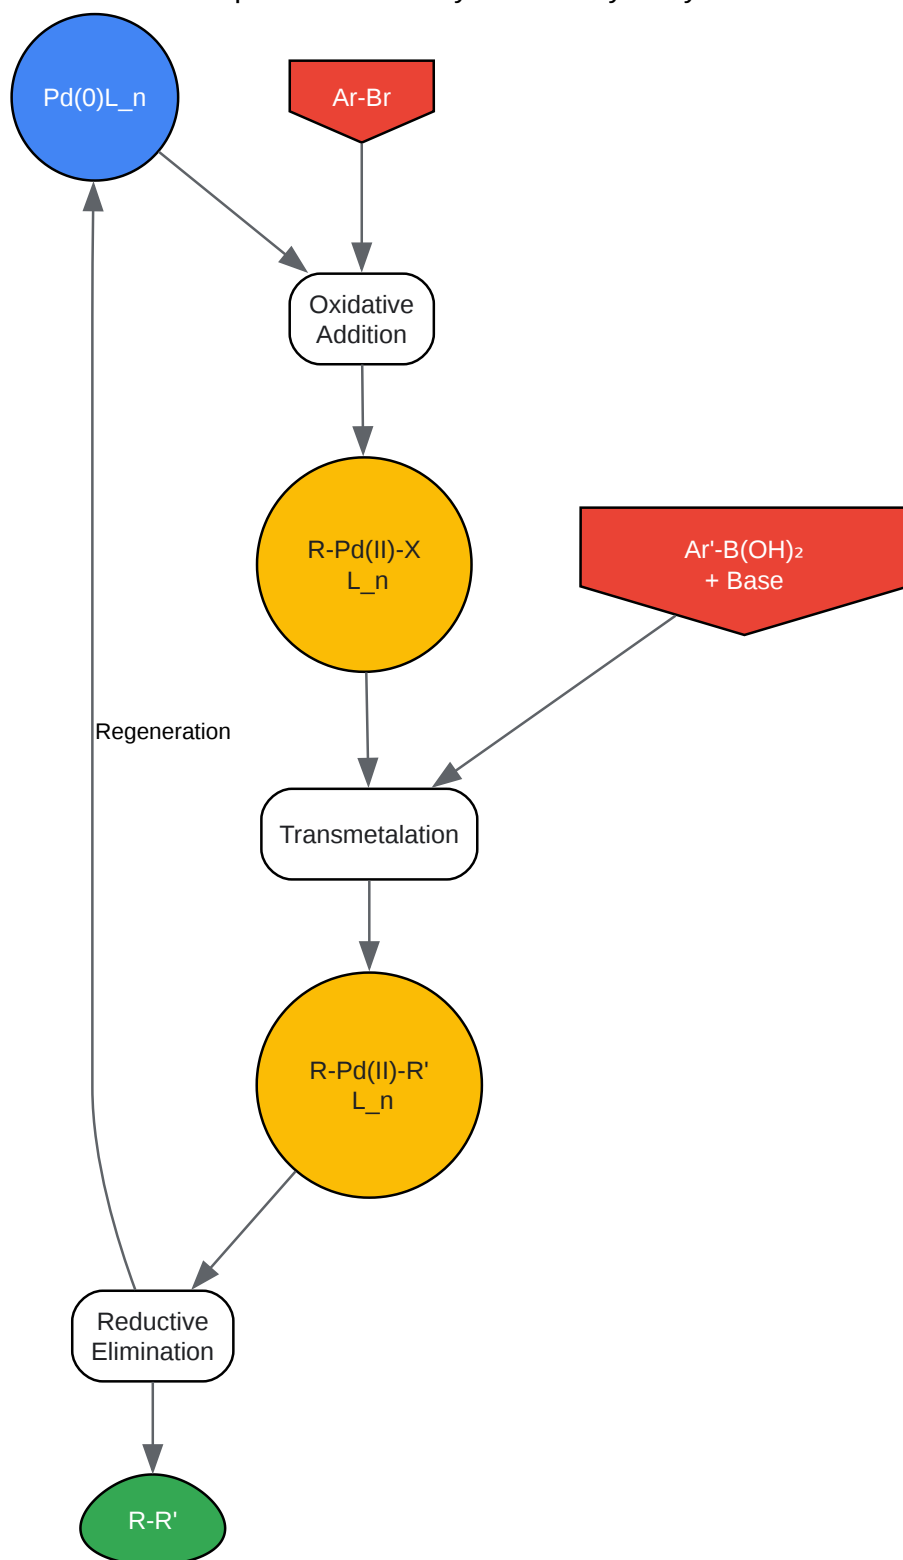 Pd(0)L_n
Ar-Br
Oxidative
Addition
R-Pd(II)-X
L_n
Ar'-B(OH)₂
+ Base
Regeneration
Transmetalation
R-Pd(II)-R'
L_n
Reductive
Elimination
R-R'